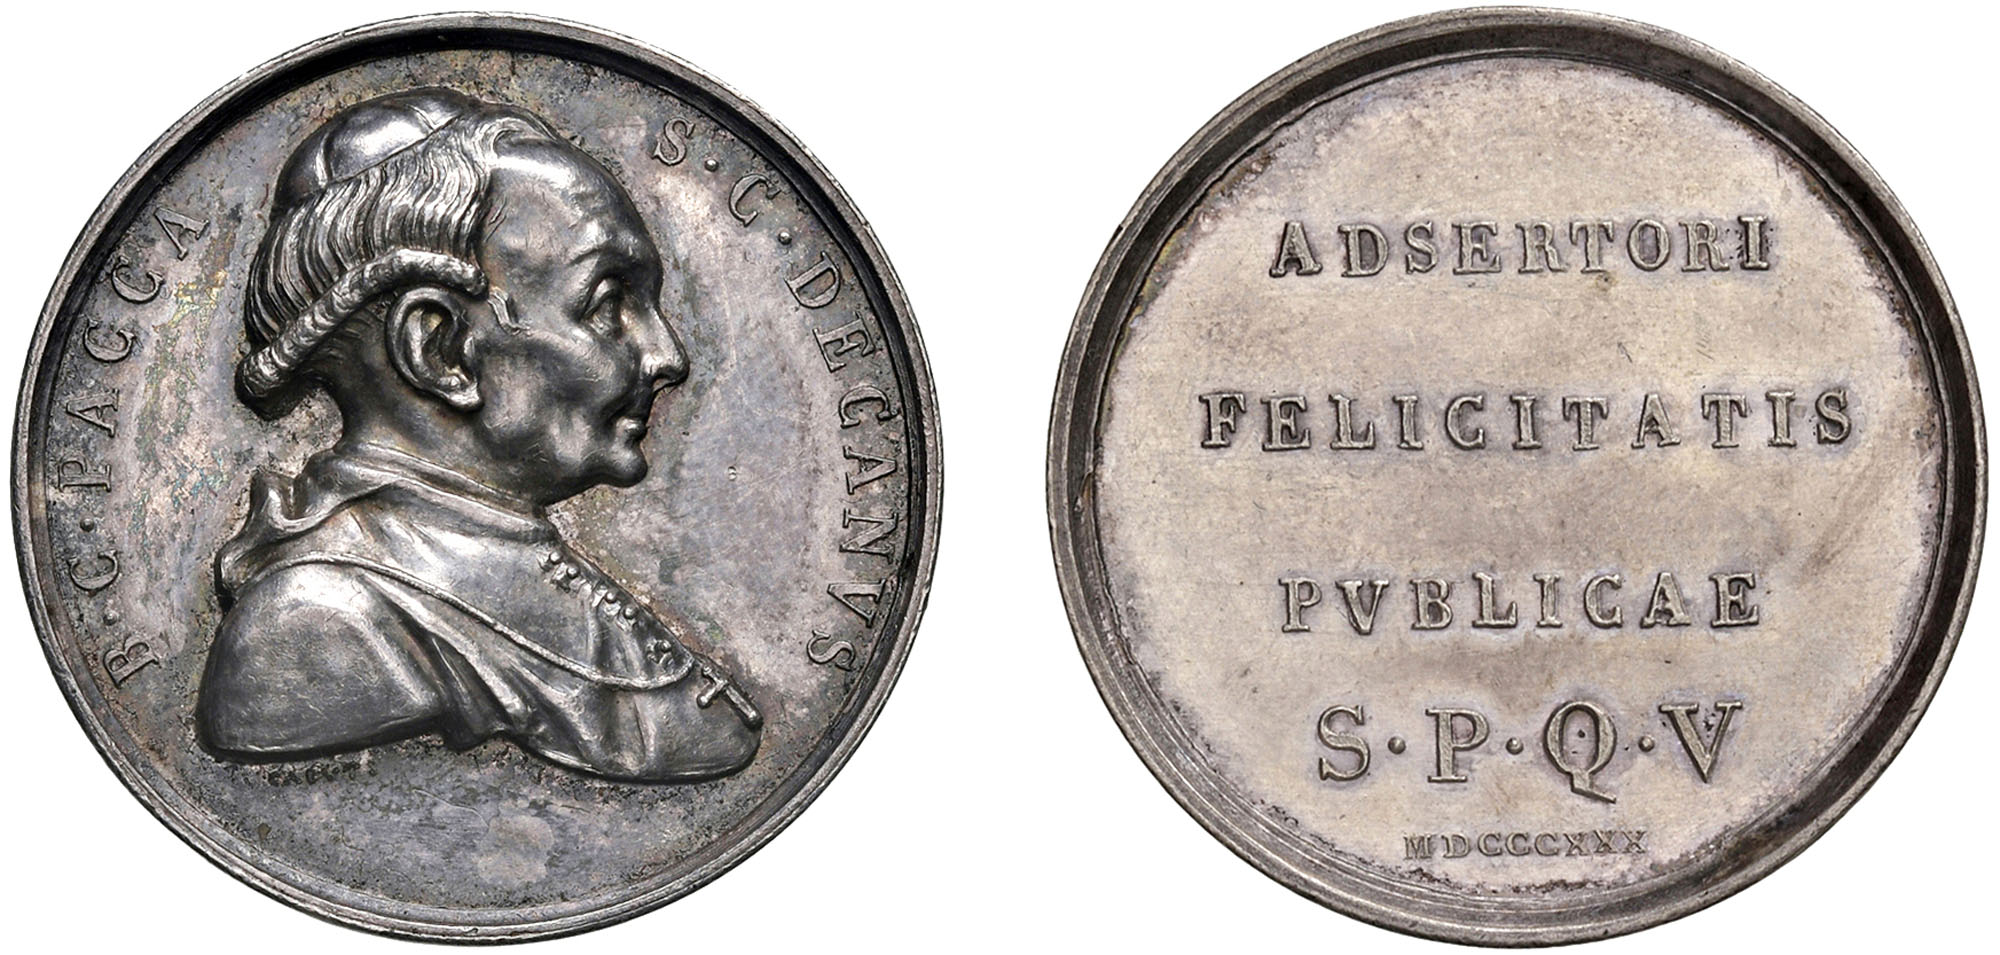 B·C·PACCA S·C·DECANVS
ADSERTORI
FELICITATIS
PVBLICAE
S·P·Q·V
MDCCCXXX